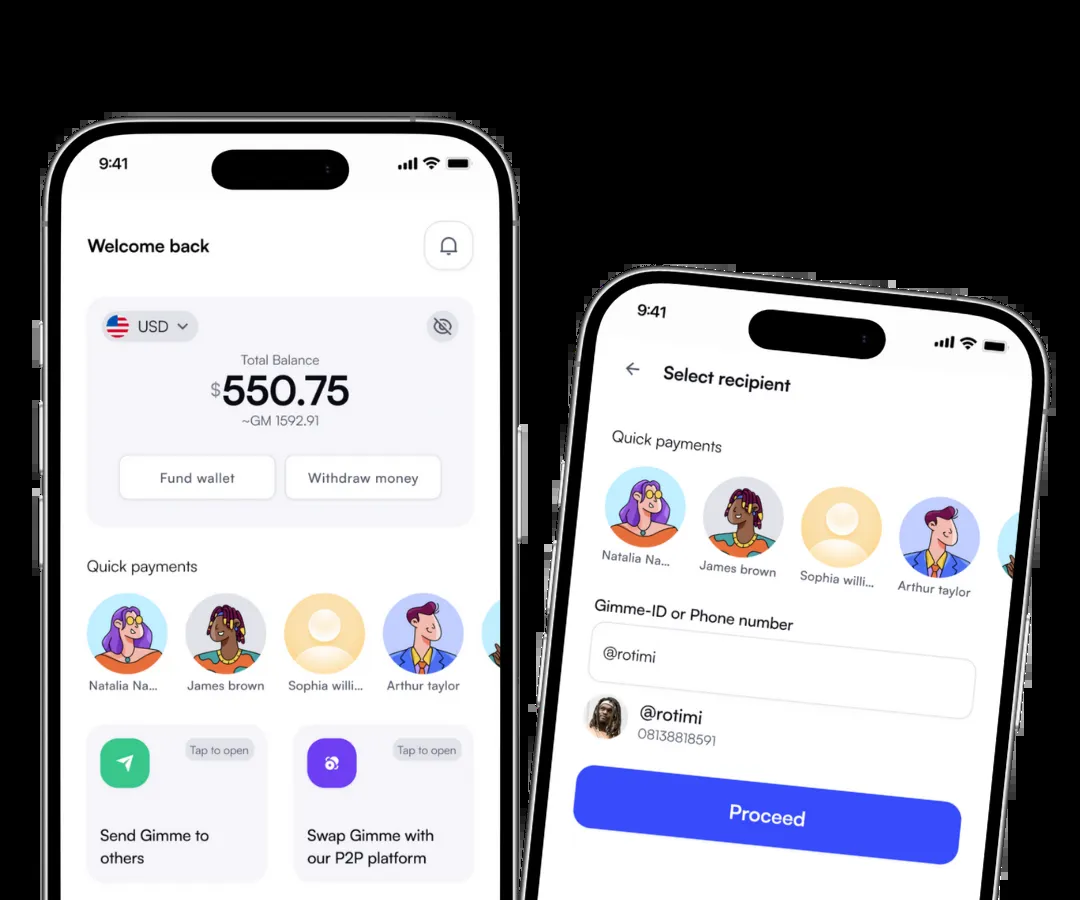 9:41
Welcome back
USD
Total Balance
$550.75
~GM 1592.91
Fund wallet
Withdraw money
Quick payments
Natalia Na...
James brown
Sophia willi...
Arthur taylor
Tap to open
Send Gimme to
others
Tap to open
Swap Gimme with
our P2P platform
9:41
Select recipient
Quick payments
Natalia Na...
James brown
Sophia willi...
Arthur taylor
Gimme-ID or Phone number
@rotimi
@rotimi
08138818591
Proceed